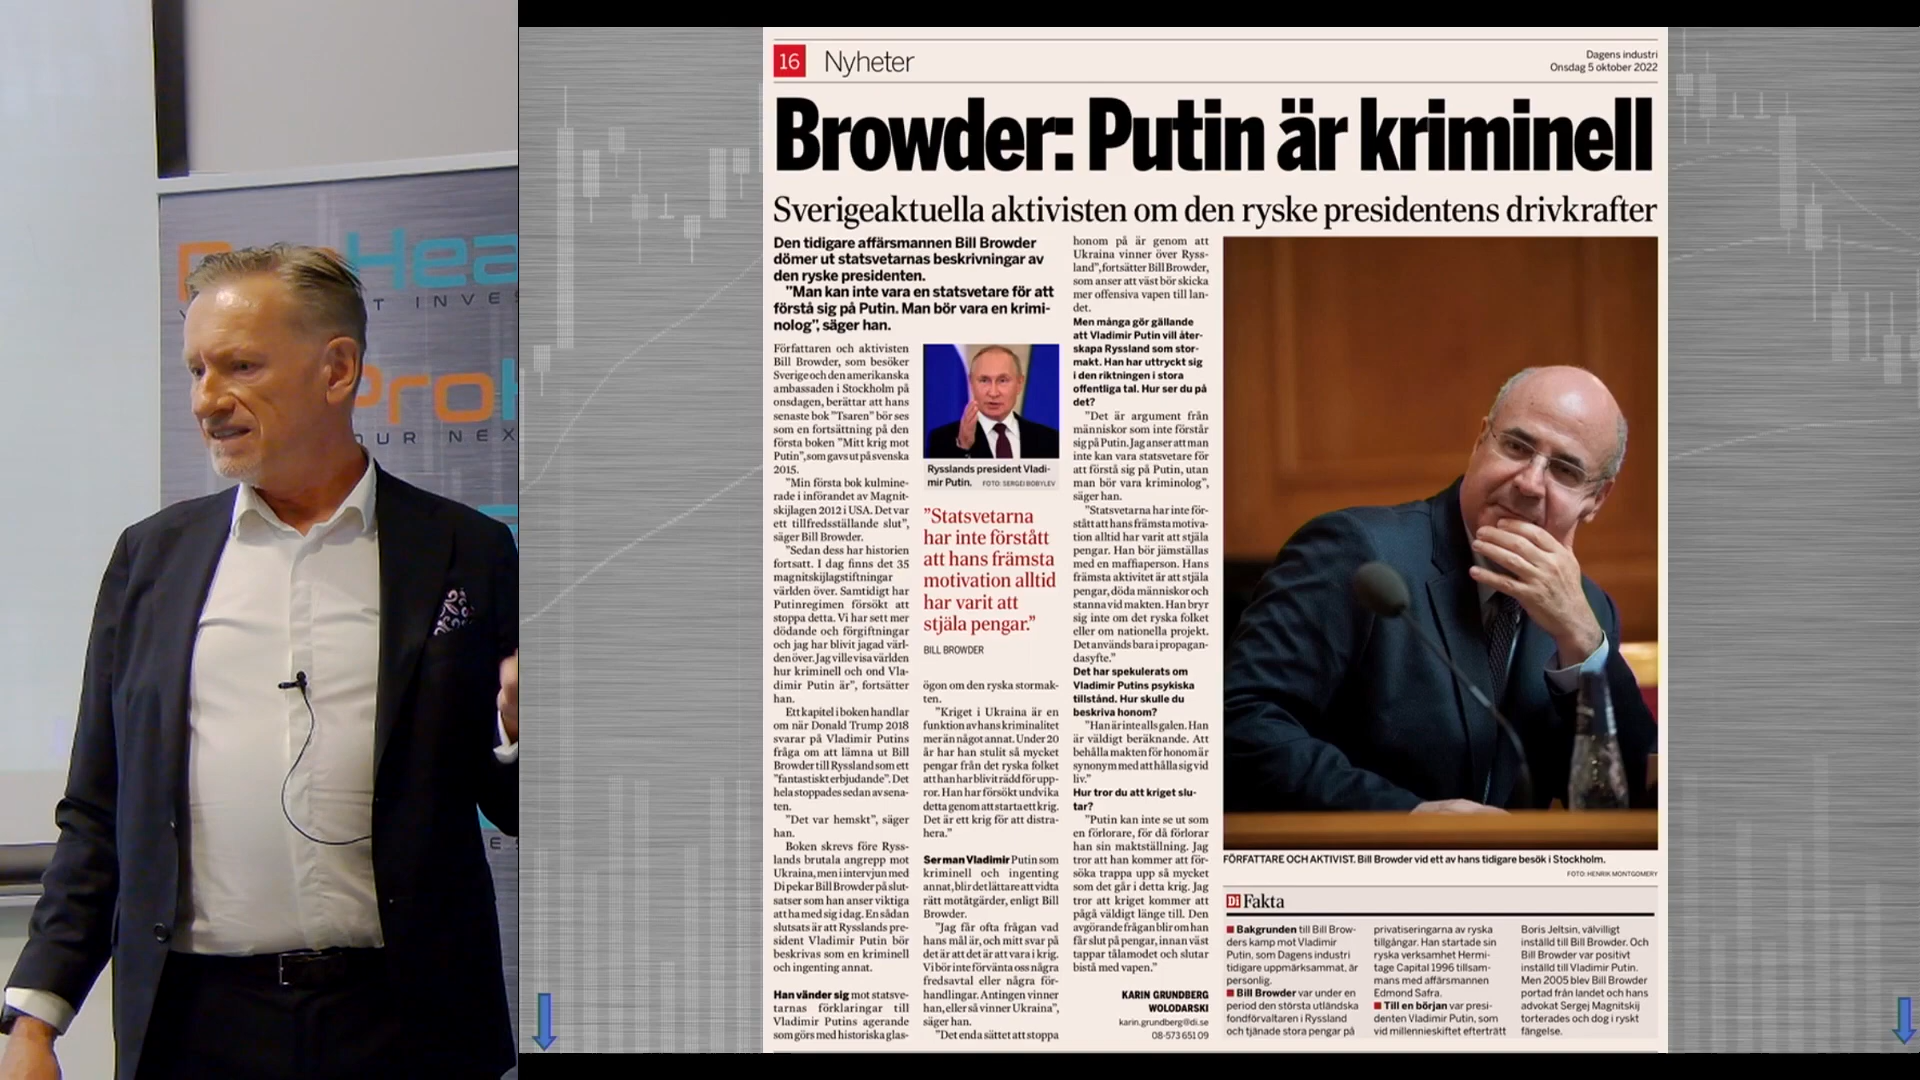 Hea
T INVES
Pro
OUR NEX
16 Nyheter
Dagens industri
Onsdag 5 oktober 2022
Browder: Putin är kriminell
Sverigeaktuella aktivisten om den ryske presidentens drivkrafter
Den tidigare affärsmannen Bill Browder
dömer ut statsvetarnas beskrivningar av
den ryske presidenten.
"Man kan inte vara en statsvetare för att
förstå sig på Putin. Man bör vara en krimi-
nolog", säger han.
Författaren och aktivisten
Bill Browder, som besöker
Sverige och den amerikanska
ambassaden i Stockholm på
onsdagen, berättar att hans
senaste bok "Tsaren" bör ses
som en fortsättning på den
första boken "Mitt krig mot
Putin", som gavs ut på svenska
2015.
"Min första bok kulmine-
rade i införandet av Magnit-
skijlagen 2012 i USA. Det var
ett tillfredsställande slut",
säger Bill Browder.
"Sedan dess har historien
fortsatt. I dag finns det 35
magnitskijlagstiftningar
världen över. Samtidigt har
Putinregimen försökt att
stoppa detta. Vi har sett mer
dödande och förgiftningar
och jag har blivit jagad värl-
den över. Jag ville visa världen
hur kriminell och ond Vla-
dimir Putin är", fortsätter
han.
Ett kapitel i boken handlar
om när Donald Trump 2018
svarar på Vladimir Putins
fråga om att lämna ut Bill
Browder till Ryssland som ett
"fantastiskt erbjudande". Det
hela stoppades sedan av sena-
ten.
"Det var hemskt", säger
han.
Boken skrevs före Ryss-
lands brutala angrepp mot
Ukraina, men i intervjun med
Di pekar Bill Browder på slut-
satser som han anser viktiga
att ha med sig i dag. En sådan
slutsats är att Rysslands pre-
sident Vladimir Putin bör
beskrivas som en kriminell
och ingenting annat.
Han vänder sig mot statsve-
tarnas förklaringar till
Vladimir Putins agerande
som görs med historiska glas-
Rysslands president Vladi-
mir Putin. FOTO: SERGEI BOBYLEV
"Statsvetarna
har inte förstått
att hans främsta
motivation alltid
har varit att
stjäla pengar."
BILL BROWDER
ögon om den ryska stormak-
ten.
"Kriget i Ukraina är en
funktion av hans kriminalitet
mer än något annat. Under 20
år har han stulit så mycket
pengar från det ryska folket
att han har blivit rädd för upp-
ror. Han har försökt undvika
detta genom att starta ett krig.
Det är ett krig för att distra-
hera."
Ser man Vladimir Putin som
kriminell och ingenting
annat, blir det lättare att vidta
rätt motåtgärder, enligt Bill
Browder.
"Jag får ofta frågan vad
hans mål är, och mitt svar på
det är att det är att vara i krig.
Vi bör inte förvänta oss några
fredsavtal eller några för-
handlingar. Antingen vinner
han, eller så vinner Ukraina",
säger han.
"Det enda sättet att stoppa
honom på är genom att
Ukraina vinner över Ryss-
land", fortsätter Bill Browder,
som anser att väst bör skicka
mer offensiva vapen till lan-
det.
Men många gör gällande
att Vladimir Putin vill åter-
skapa Ryssland som stor-
makt. Han har uttryckt sig
i den riktningen i stora
offentliga tal. Hur ser du på
det?
"Det är argument från
människor som inte förstår
sig på Putin. Jag anser att man
inte kan vara statsvetare för
att förstå sig på Putin, utan
man bör vara kriminolog",
säger han.
"Statsvetarna har inte för-
stått att hans främsta motiva-
tion alltid har varit att stjäla
pengar. Han bör jämställas
med en maffiaperson. Hans
främsta aktivitet är att stjäla
pengar, döda människor och
stanna vid makten. Han bryr
sig inte om det ryska folket
eller om nationella projekt.
Det används bara i propagan-
dasyfte."
Det har spekulerats om
Vladimir Putins psykiska
tillstånd. Hur skulle du
beskriva honom?
"Han är inte alls galen. Han
är väldigt beräknande. Att
behålla makten för honom är
synonym med att hålla sig vid
liv."
Hur tror du att kriget slu-
tar?
"Putin kan inte se ut som
en förlorare, för då förlorar
han sin maktställning. Jag
tror att han kommer att för-
söka trappa upp så mycket
som det går i detta krig. Jag
tror att kriget kommer att
pågå väldigt länge till. Den
avgörande frågan blir om han
får slut på pengar, innan väst
tappar tålamodet och slutar
bistå med vapen."
KARIN GRUNDBERG
WOLODARSKI
karin.grundberg@di.se
08-573 651 09
FÖRFATTARE OCH AKTIVIST. Bill Browder vid ett av hans tidigare besök i Stockholm.
FOTO: HENRIK MONTGOMERY
Di Fakta
Bakgrunden till Bill Brow-
ders kamp mot Vladimir
Putin, som Dagens industri
tidigare uppmärksammat, är
personlig.
Bill Browder var under en
period den största utländska
fondförvaltaren i Ryssland
och tjänade stora pengar på
privatiseringarna av ryska
tillgångar. Han startade sin
ryska verksamhet Hermi-
tage Capital 1996 tillsam-
mans med affärsmannen
Edmond Safra.
Till en början var presi-
denten Vladimir Putin, som
vid millennieskiftet efterträtt
Boris Jeltsin, välvilligt
inställd till Bill Browder. Och
Bill Browder var positivt
inställd till Vladimir Putin.
Men 2005 blev Bill Browder
portad från landet och hans
advokat Sergej Magnitskij
torterades och dog i ryskt
fängelse.